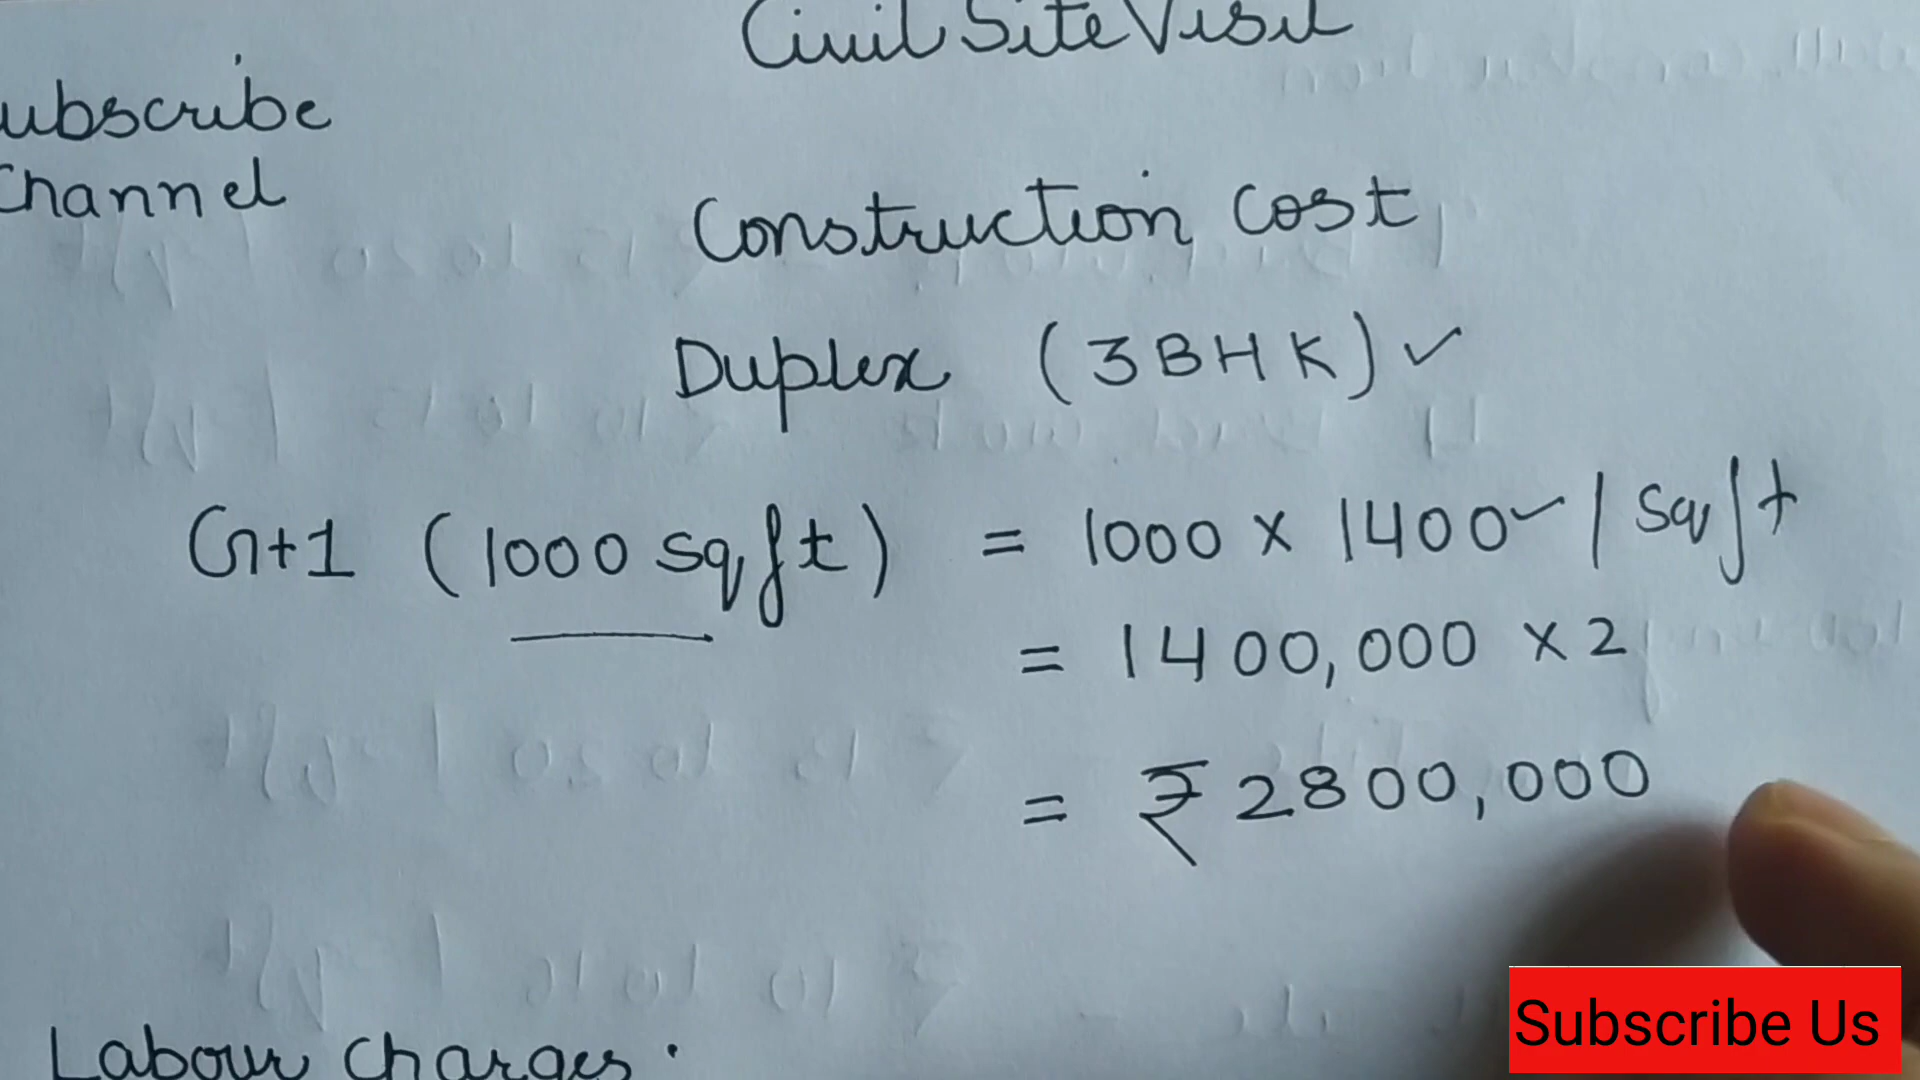 Civil Site Visit
ubscribe
Channel
Construction Cost
Duplex (3BHK) ✓
G+1 (1000 sqft) = 1000 x 1400 / Sqft
= 1400,000 x 2
= ₹ 2800,000
Labour Charges.
Subscribe Us